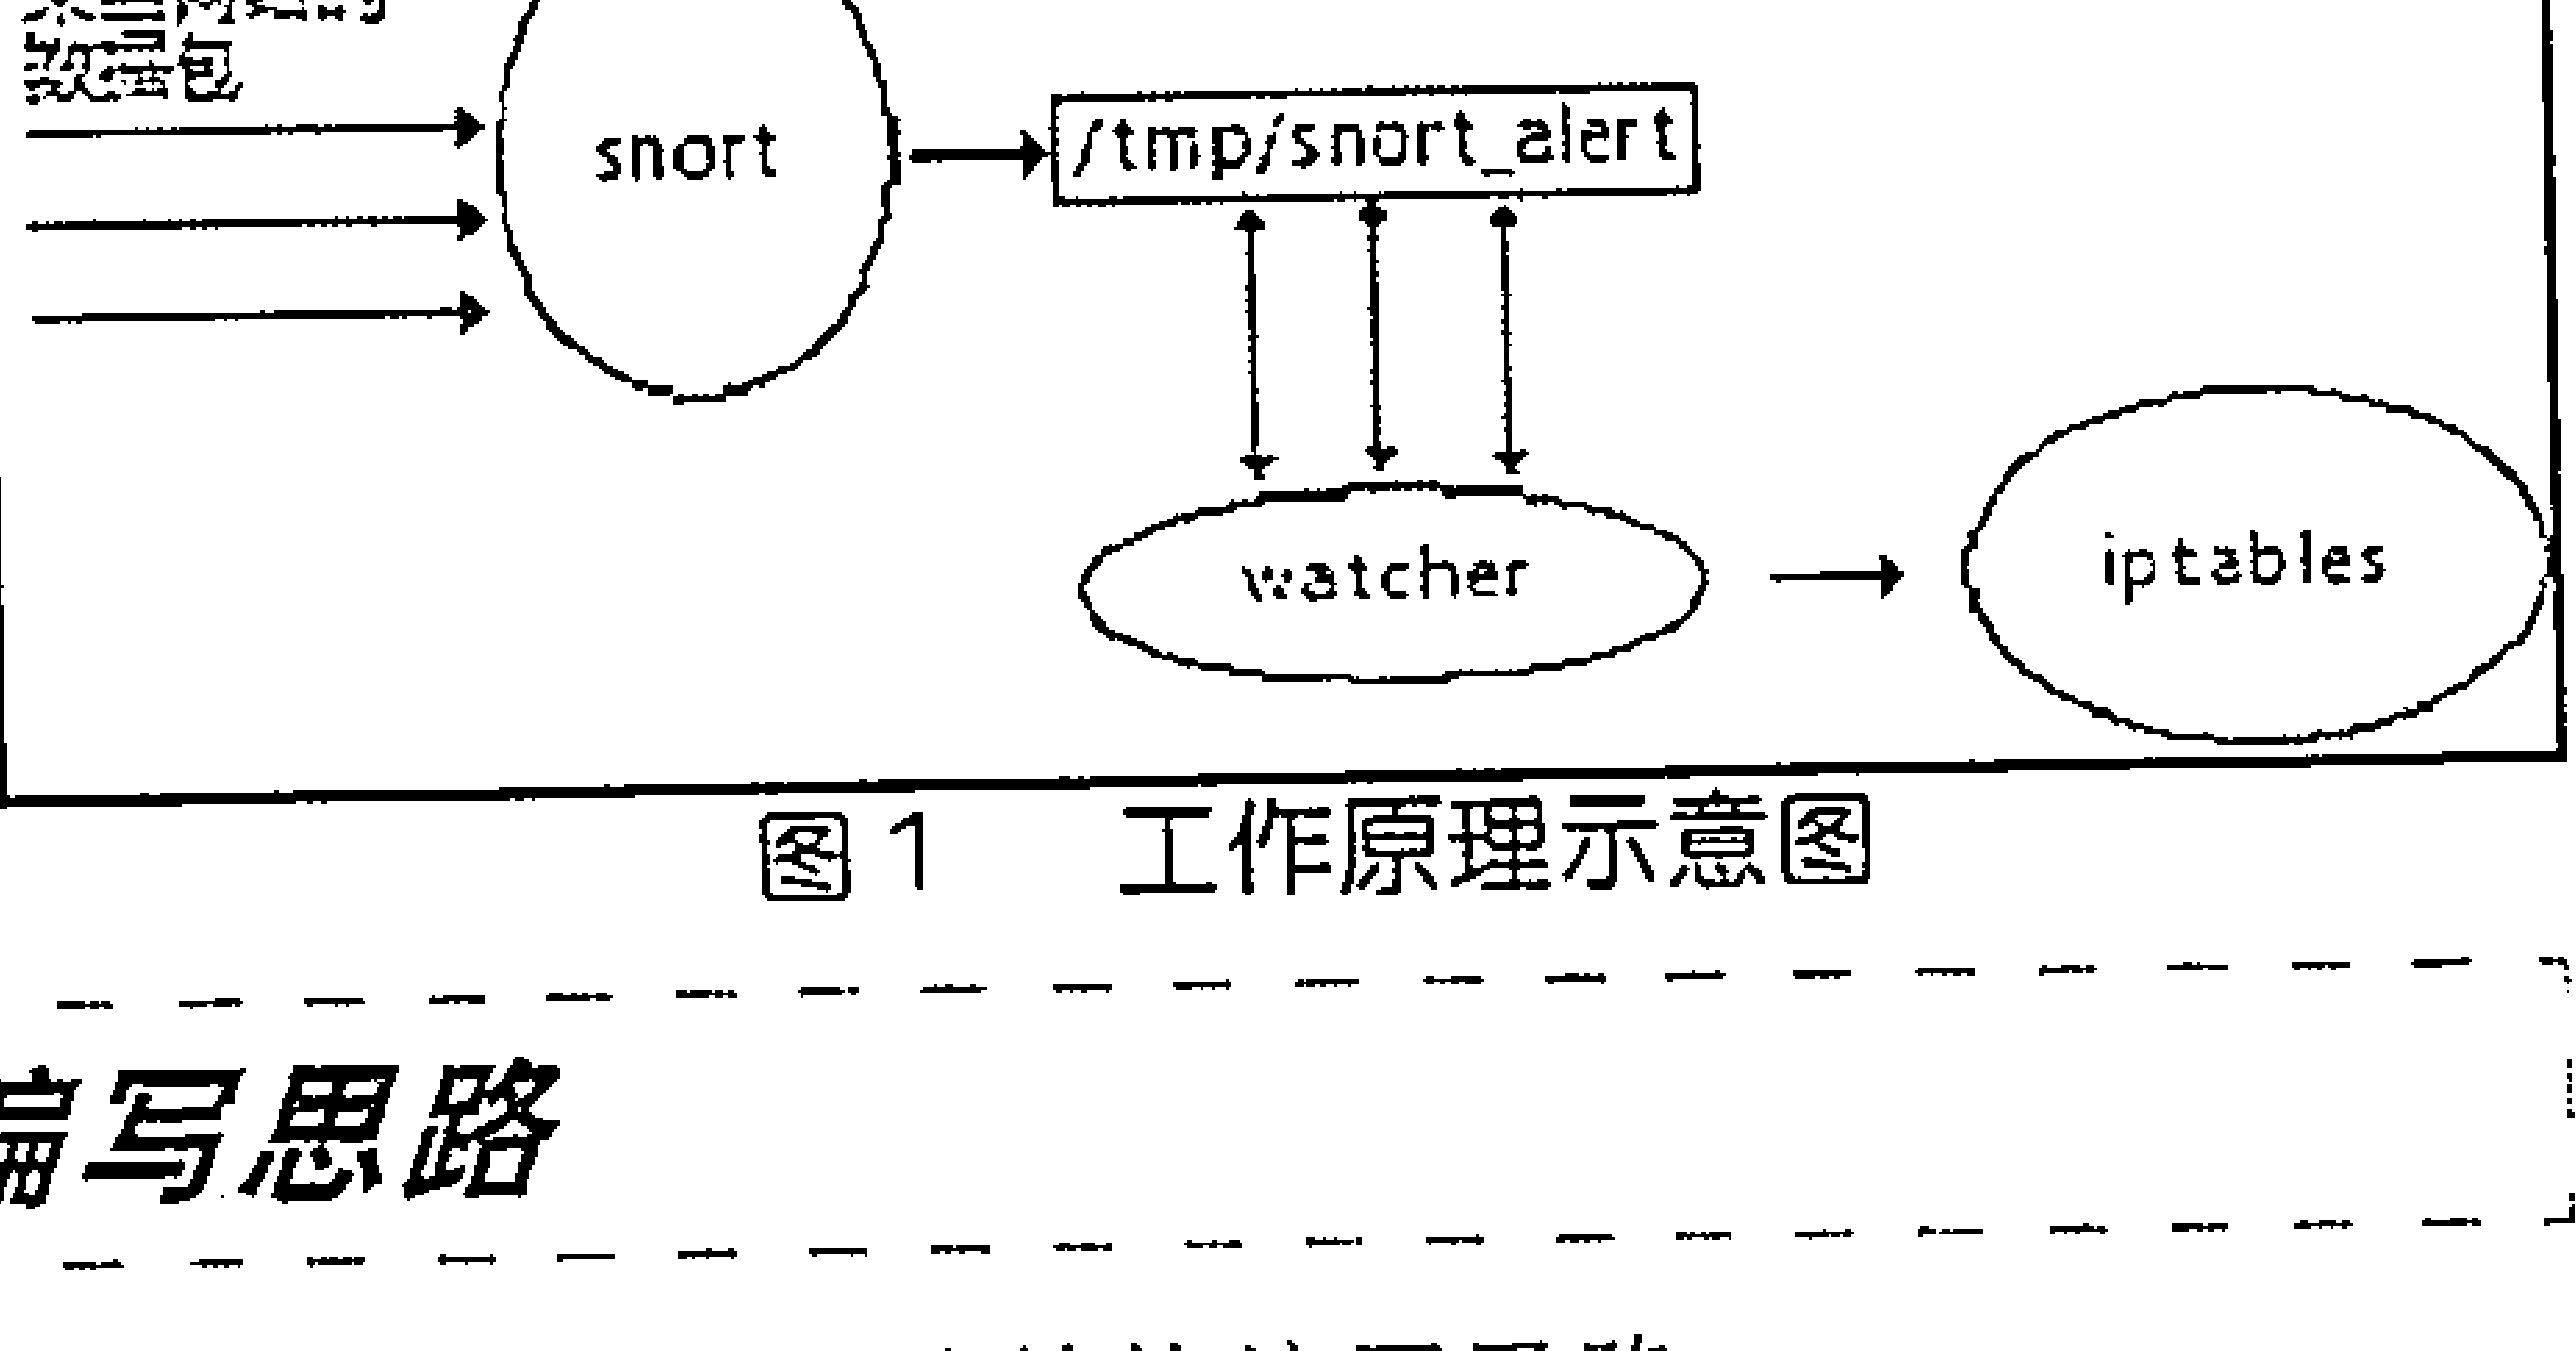 数据包
snort
/tmp/snort_alert
watcher
iptables
图1 工作原理示意图
编写思路